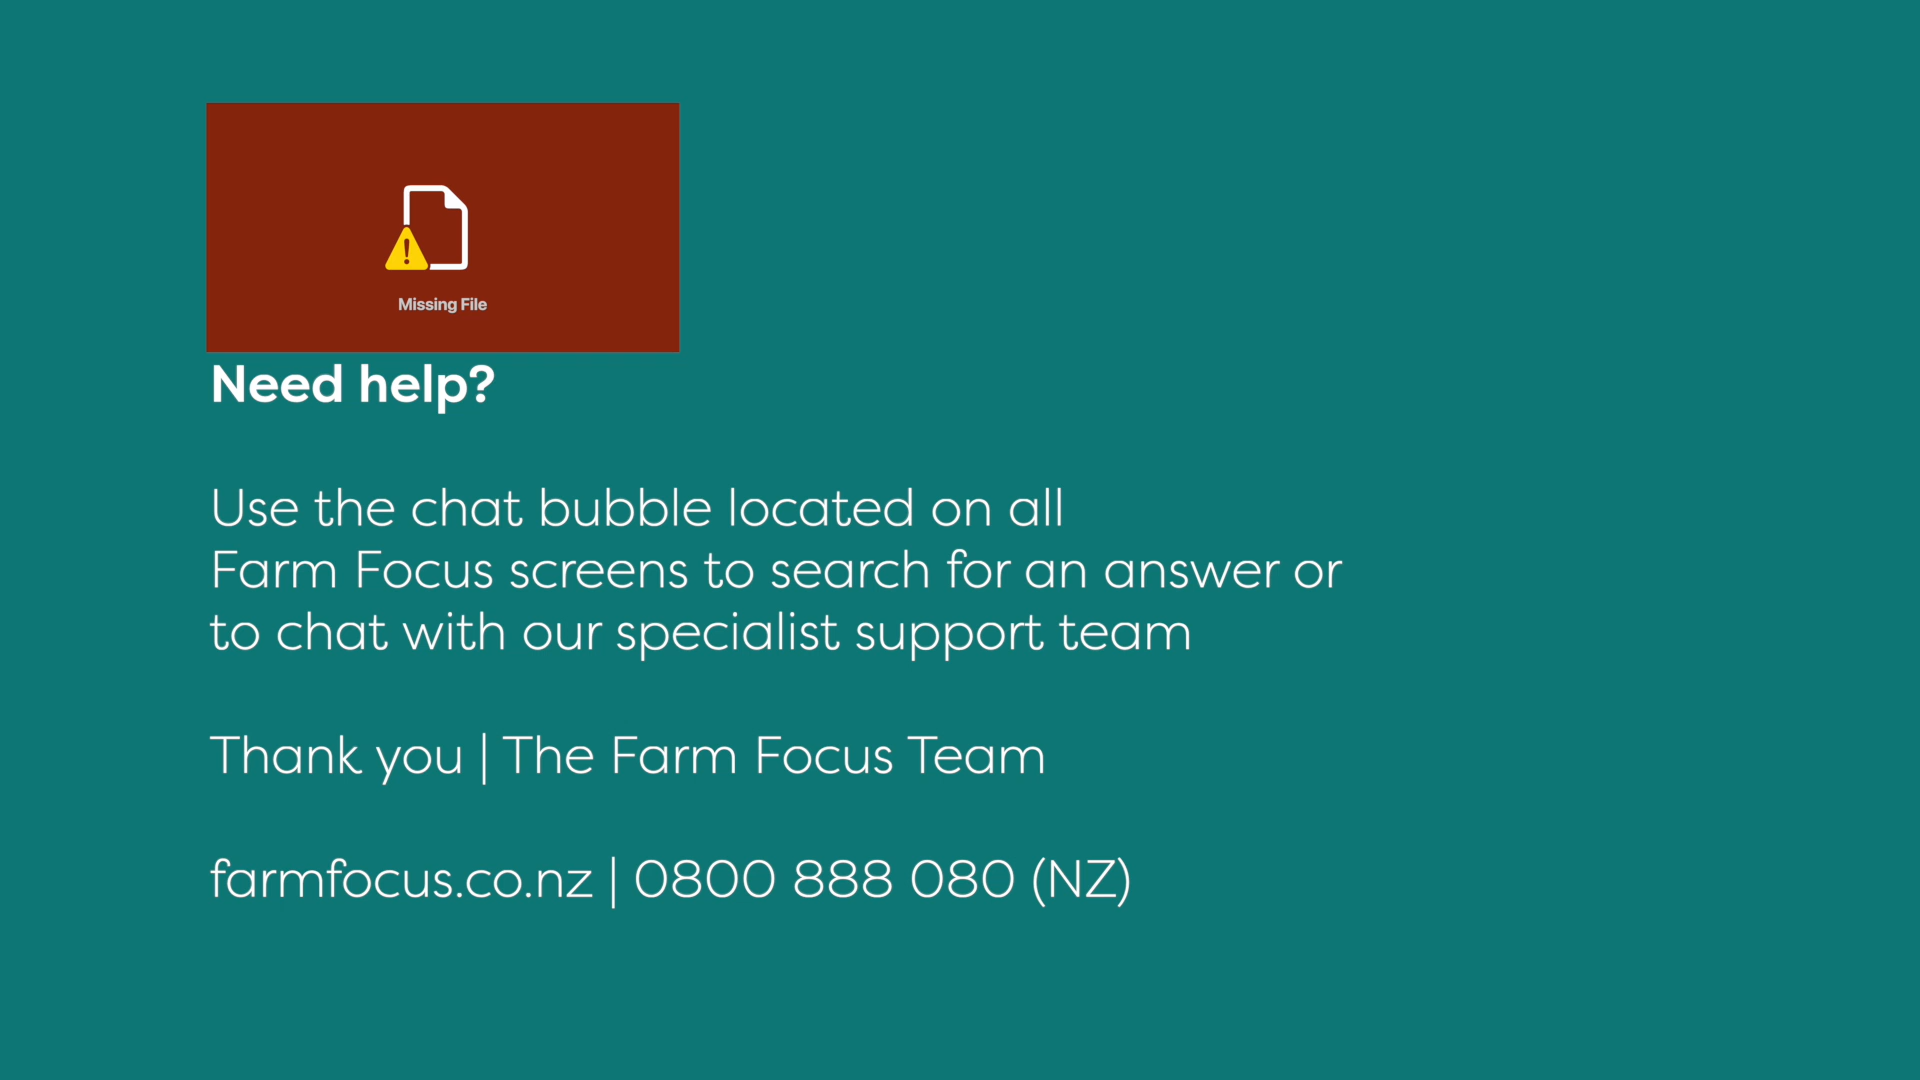 Missing File
Need help?
Use the chat bubble located on all
Farm Focus screens to search for an answer or
to chat with our specialist support team
Thank you | The Farm Focus Team
farmfocus.co.nz | 0800 888 080 (NZ)